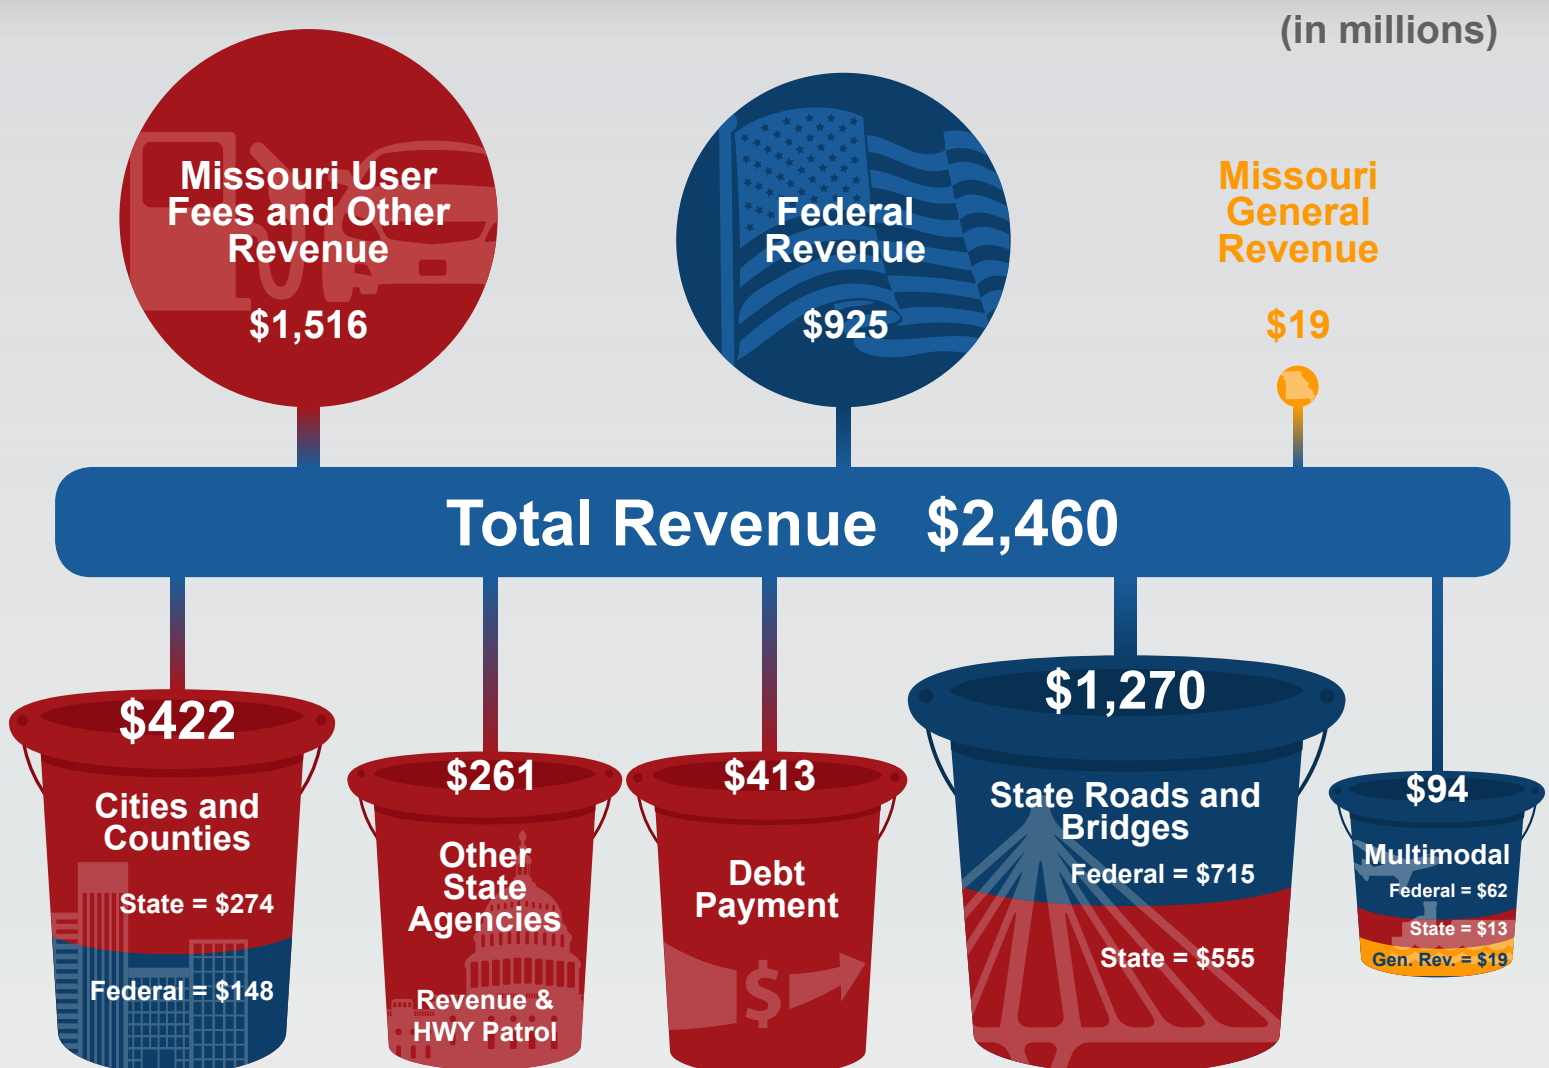 (in millions)
Missouri User
Fees and Other
Revenue
$1,516
Federal
Revenue
$925
Missouri
General
Revenue
$19
Total Revenue $2,460
$422
Cities and
Counties
State = $274
Federal = $148
$261
Other
State
Agencies
Revenue &
HWY Patrol
$413
Debt
Payment
$
$1,270
State Roads and
Bridges
Federal = $715
State = $555
$94
Multimodal
Federal = $62
State = $13
Gen. Rev. = $19